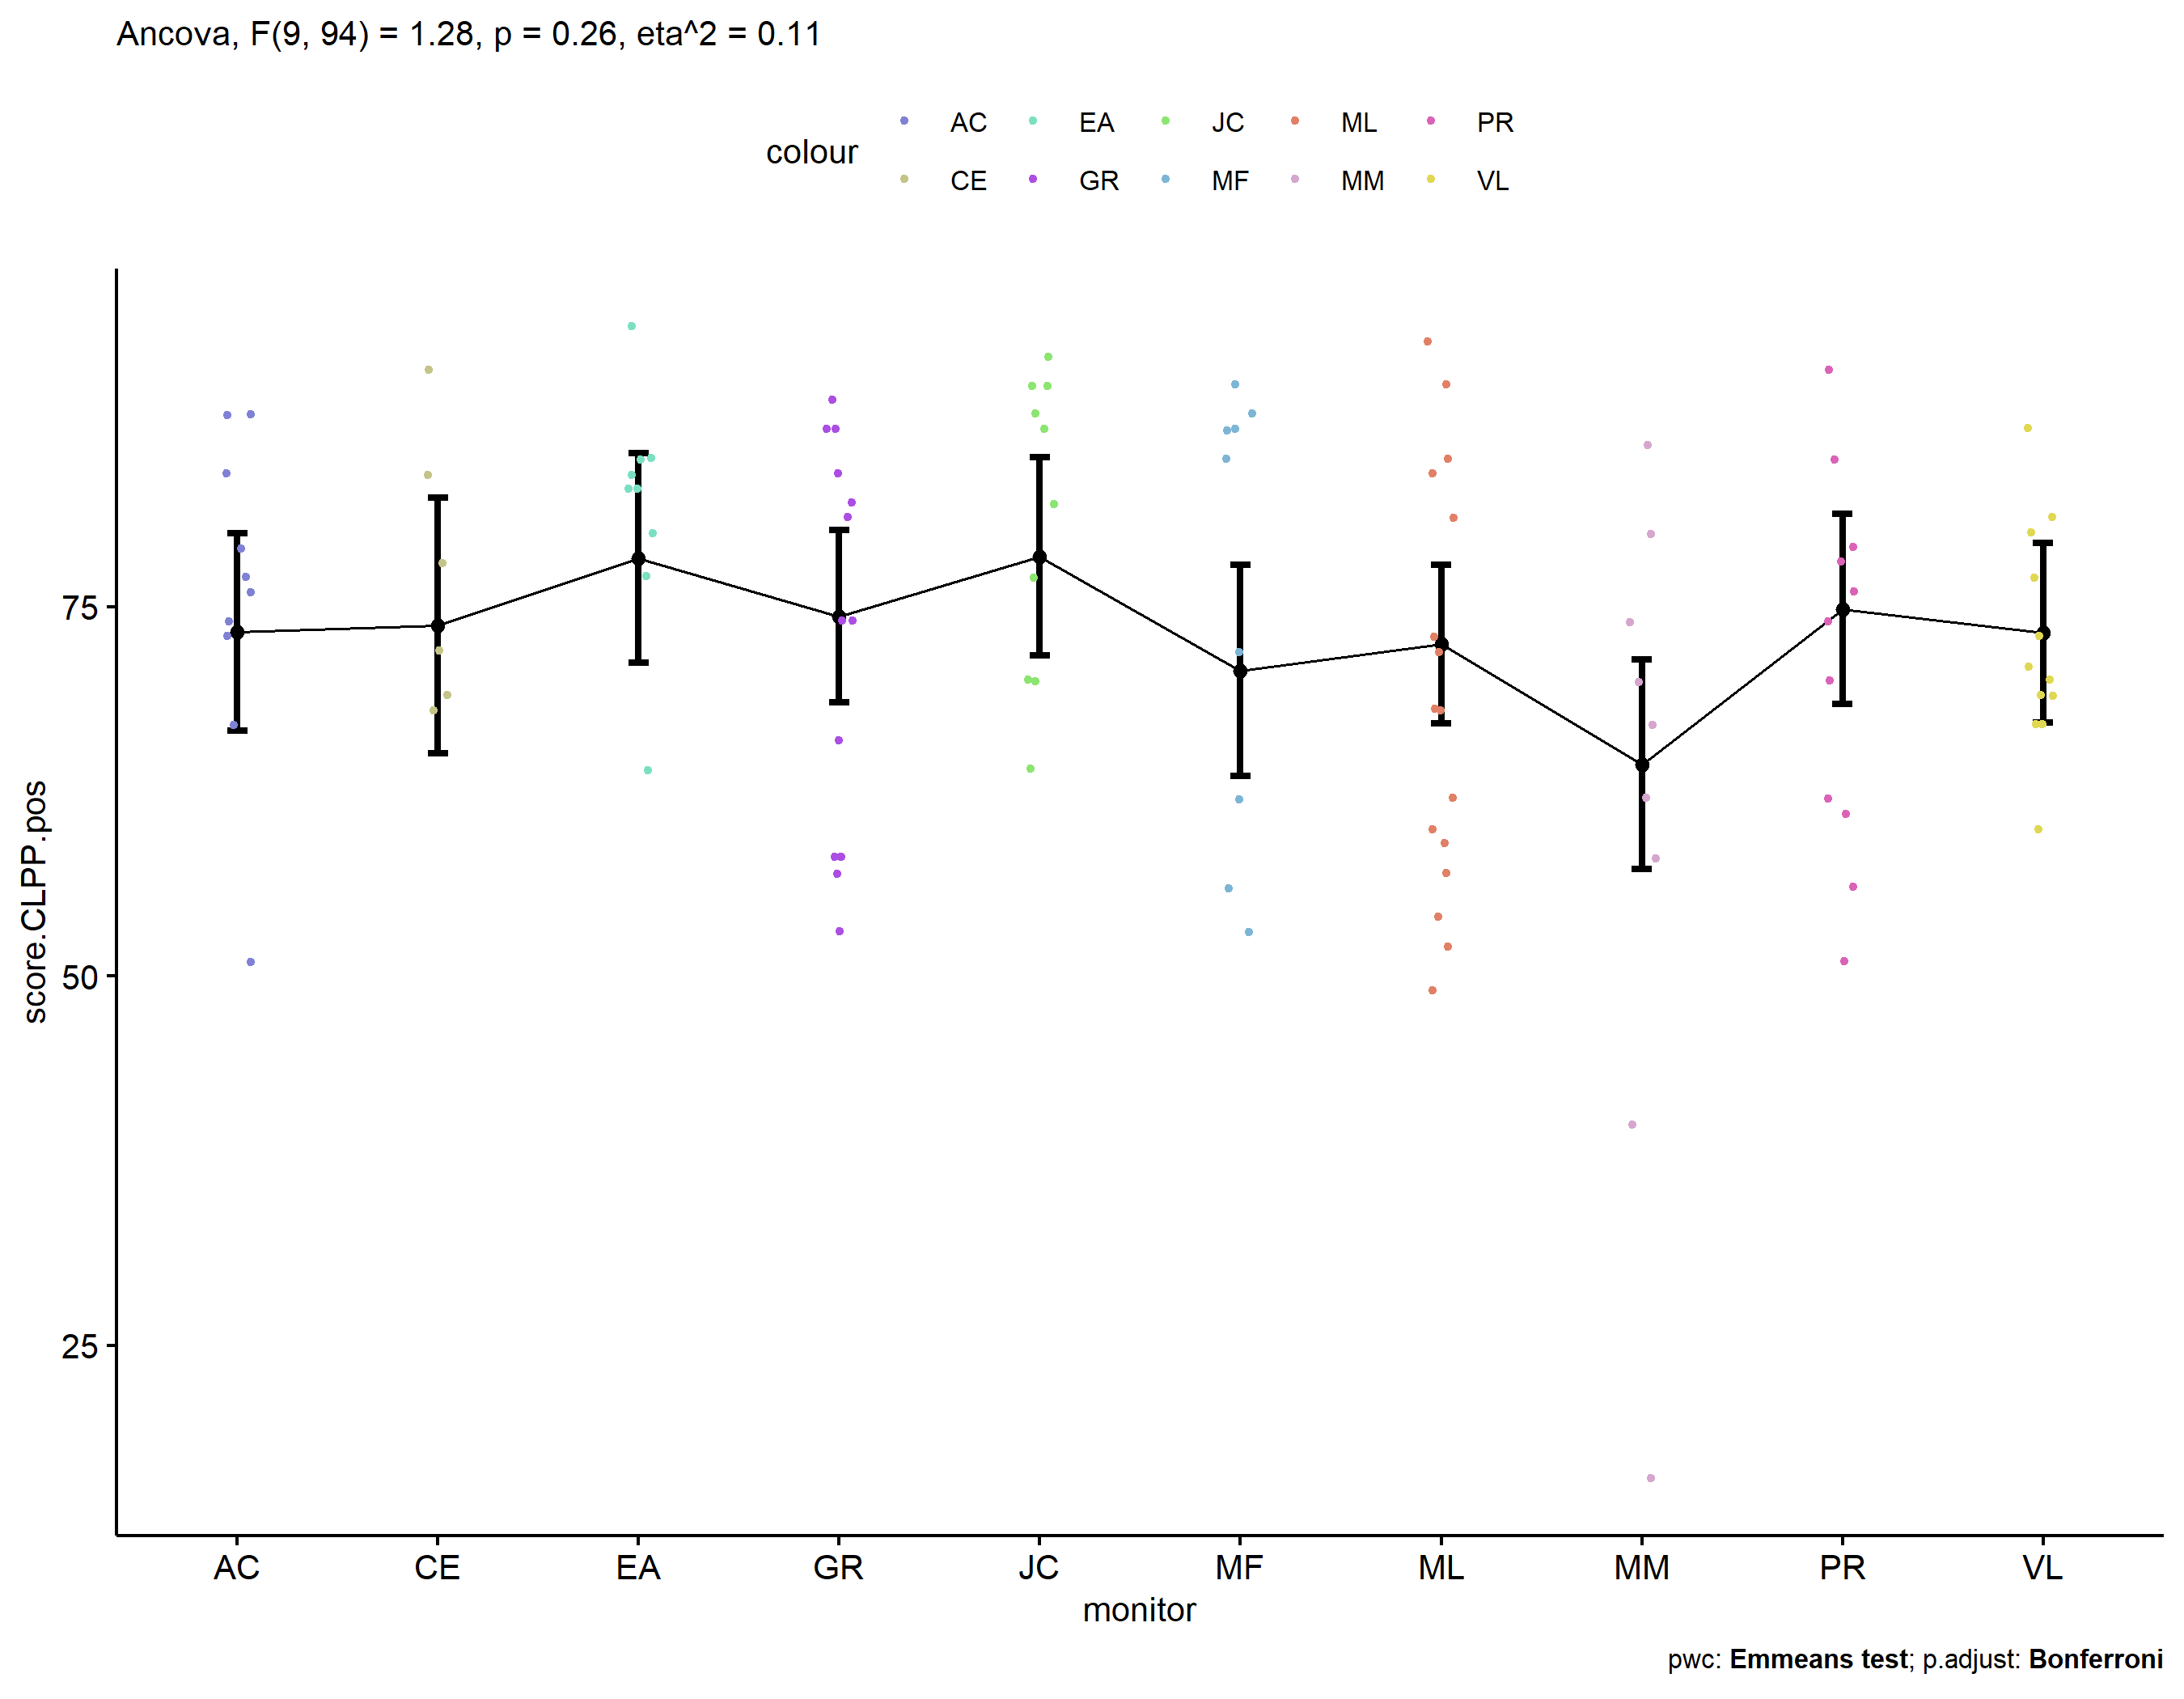 Ancova, F(9, 94) = 1.28, p = 0.26, eta^2 = 0.11
colour
AC EA JC ML PR
CE GR MF MM VL
score.CLPP.pos
75
50
25
AC CE EA GR JC MF ML MM PR VL
monitor
pwc: Emmeans test; p.adjust: Bonferroni